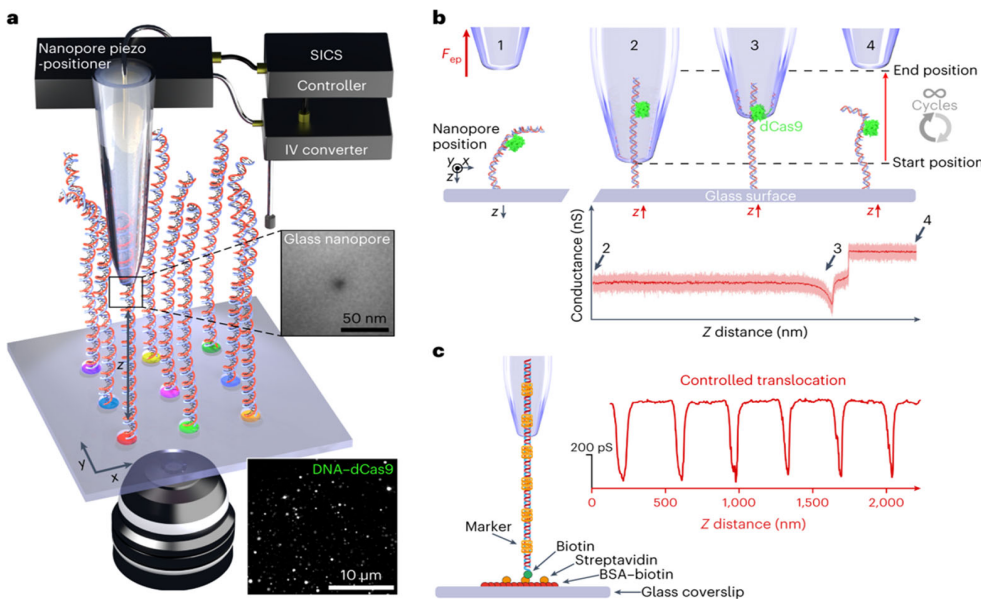 a
Nanopore piezo
-positioner
SICS
Controller
IV converter
Glass nanopore
50 nm
z
y
x
DNA–dCas9
10 µm
b
Fep
1
2
3
4
End position
∞
Cycles
Start position
dCas9
Nanopore
position
y
x
z
Glass surface
z↓
z↑
z↑
z↑
Conductance (nS)
2
3
4
Z distance (nm)
c
Controlled translocation
200 pS
0 500 1,000 1,500 2,000
Z distance (nm)
Marker
Biotin
Streptavidin
BSA–biotin
Glass coverslip